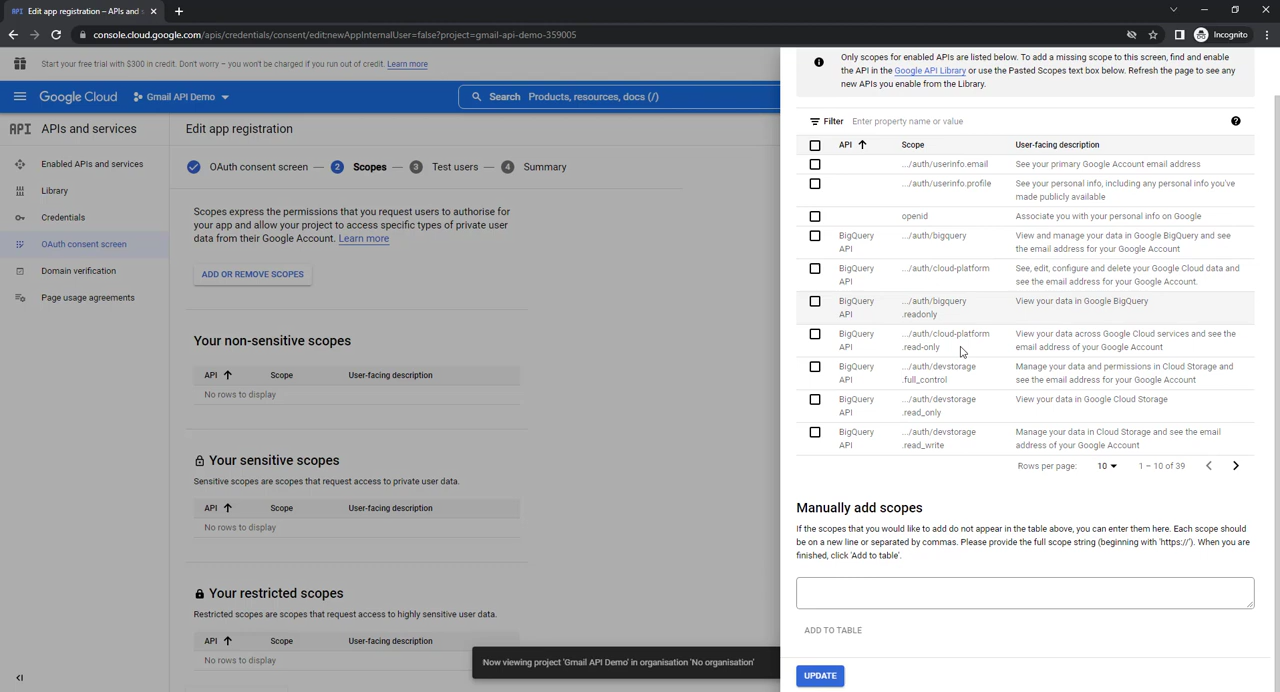 API Edit app registration – APIs and s
console.cloud.google.com/apis/credentials/consent/edit;newAppInternalUser=false?project=gmail-api-demo-359005
Incognito
Start your free trial with $300 in credit. Don't worry – you won't be charged if you run out of credit. Learn more
Google Cloud
Gmail API Demo
Search Products, resources, docs (/)
API APIs and services
Enabled APIs and services
Library
Credentials
OAuth consent screen
Domain verification
Page usage agreements
Edit app registration
OAuth consent screen — 2 Scopes — 3 Test users — 4 Summary
Scopes express the permissions that you request users to authorise for
your app and allow your project to access specific types of private user
data from their Google Account. Learn more
ADD OR REMOVE SCOPES
Your non-sensitive scopes
API Scope User-facing description
No rows to display
Your sensitive scopes
Sensitive scopes are scopes that request access to private user data.
API Scope User-facing description
No rows to display
Your restricted scopes
Restricted scopes are scopes that request access to highly sensitive user data.
API Scope User-facing description
No rows to display
Now viewing project 'Gmail API Demo' in organisation 'No organisation'
Only scopes for enabled APIs are listed below. To add a missing scope to this screen, find and enable
the API in the Google API Library or use the Pasted Scopes text box below. Refresh the page to see any
new APIs you enable from the Library.
Filter Enter property name or value
API Scope User-facing description
.../auth/userinfo.email See your primary Google Account email address
.../auth/userinfo.profile See your personal info, including any personal info you've
made publicly available
openid Associate you with your personal info on Google
BigQuery .../auth/bigquery View and manage your data in Google BigQuery and see
API the email address for your Google Account
BigQuery .../auth/cloud-platform See, edit, configure and delete your Google Cloud data and
API see the email address for your Google Account.
BigQuery .../auth/bigquery View your data in Google BigQuery
API .readonly
BigQuery .../auth/cloud-platform View your data across Google Cloud services and see the
API .read-only email address of your Google Account
BigQuery .../auth/devstorage Manage your data and permissions in Cloud Storage and
API .full_control see the email address for your Google Account
BigQuery .../auth/devstorage View your data in Google Cloud Storage
API .read_only
BigQuery .../auth/devstorage Manage your data in Cloud Storage and see the email
API .read_write address of your Google Account
Rows per page: 10 1 – 10 of 39
Manually add scopes
If the scopes that you would like to add do not appear in the table above, you can enter them here. Each scope should
be on a new line or separated by commas. Please provide the full scope string (beginning with 'https://'). When you are
finished, click 'Add to table'.
ADD TO TABLE
UPDATE